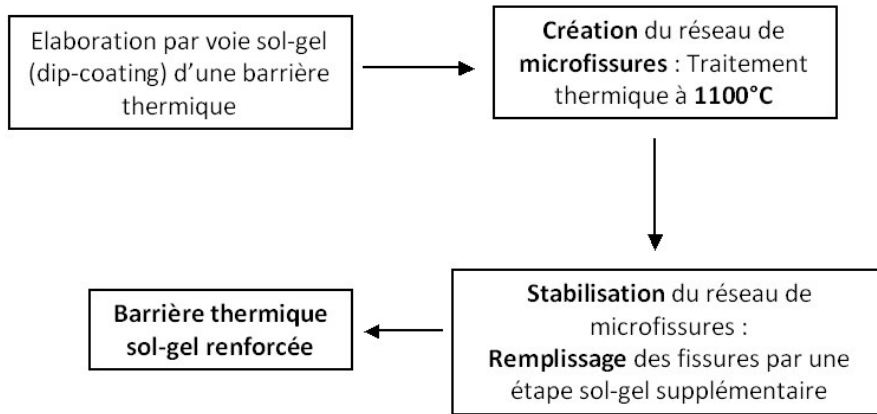 Elaboration par voie sol-gel
(dip-coating) d’une barrière
thermique
Création du réseau de
microfissures : Traitement
thermique à 1100°C
Stabilisation du réseau de
microfissures :
Remplissage des fissures par une
étape sol-gel supplémentaire
Barrière thermique
sol-gel renforcée